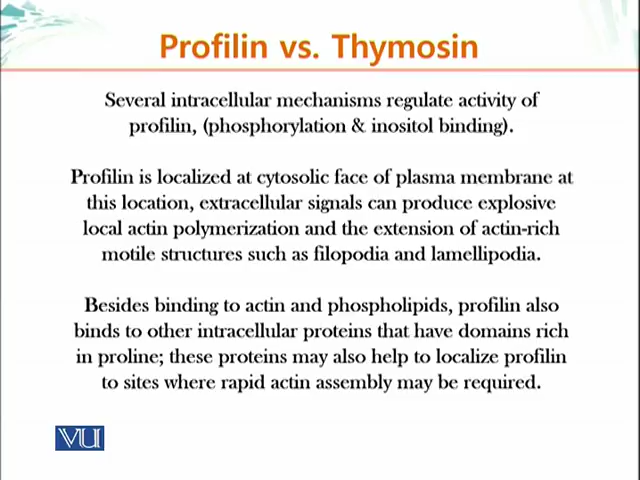 Profilin vs. Thymosin
Several intracellular mechanisms regulate activity of
profilin, (phosphorylation & inositol binding).
Profilin is localized at cytosolic face of plasma membrane at
this location, extracellular signals can produce explosive
local actin polymerization and the extension of actin-rich
motile structures such as filopodia and lamellipodia.
Besides binding to actin and phospholipids, profilin also
binds to other intracellular proteins that have domains rich
in proline; these proteins may also help to localize profilin
to sites where rapid actin assembly may be required.
VU